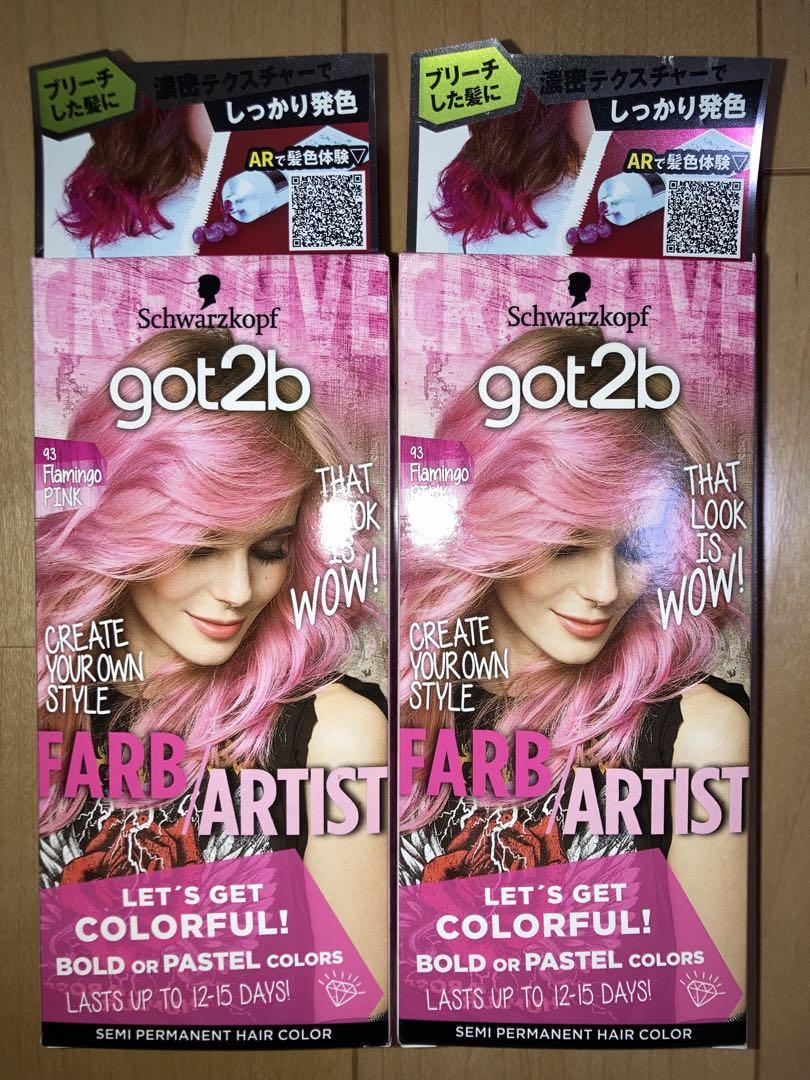 ブリーチ
した髪に
濃密テクスチャーで
しっかり発色
ARで髪色体験▽
CREATIVE
Schwarzkopf
got2b
93
Flamingo
PINK
THAT
IS
WOW!
CREATE
YOUR OWN
STYLE
FARB/ARTIST
LET´S GET
COLORFUL!
BOLD OR PASTEL COLORS
LASTS UP TO 12-15 DAYS!
SEMI PERMANENT HAIR COLOR
ブリーチ
した髪に
濃密テクスチャーで
しっかり発色
ARで髪色体験▽
CREATIVE
Schwarzkopf
got2b
93
Flamingo
PINK
THAT
LOOK
IS
WOW!
CREATE
YOUR OWN
STYLE
FARB/ARTIST
LET´S GET
COLORFUL!
BOLD OR PASTEL COLORS
LASTS UP TO 12-15 DAYS!
SEMI PERMANENT HAIR COLOR